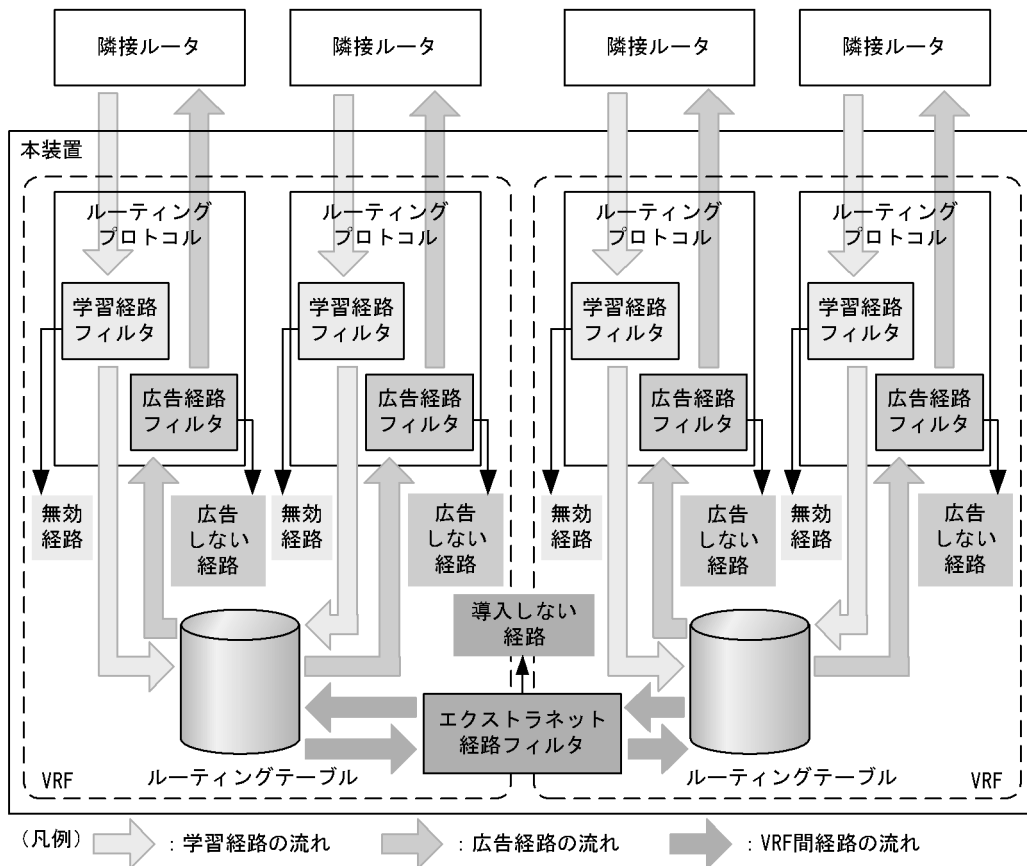 隣接ルータ
隣接ルータ
隣接ルータ
隣接ルータ
本装置
ルーティング
プロトコル
ルーティング
プロトコル
ルーティング
プロトコル
ルーティング
プロトコル
学習経路
フィルタ
学習経路
フィルタ
学習経路
フィルタ
学習経路
フィルタ
広告経路
フィルタ
広告経路
フィルタ
広告経路
フィルタ
広告経路
フィルタ
無効
経路
広告
しない
経路
無効
経路
広告
しない
経路
無効
経路
広告
しない
経路
無効
経路
広告
しない
経路
導入しない
経路
エクストラネット
経路フィルタ
VRF
ルーティングテーブル
ルーティングテーブル
VRF
(凡例)
:学習経路の流れ
:広告経路の流れ
:VRF間経路の流れ